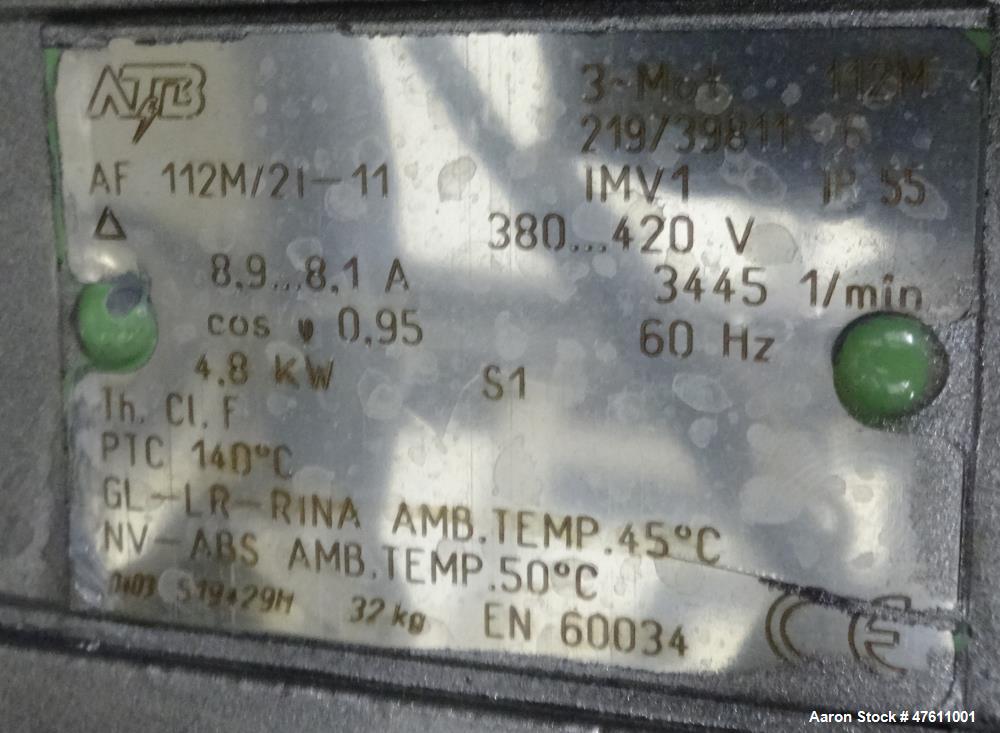 ATB 3~Mot 112M
219/39811 6
AF 112M/2I-11 IMV1 IP 55
Δ 380...420 V
8,9...8,1 A 3445 1/min
cos φ 0,95 60 Hz
4,8 KW S1
Th. Cl. F
PTC 140°C
GL-LR-RINA AMB.TEMP.45°C
NV-ABS AMB.TEMP.50°C
32 kg EN 60034 CE
Aaron Stock # 47611001